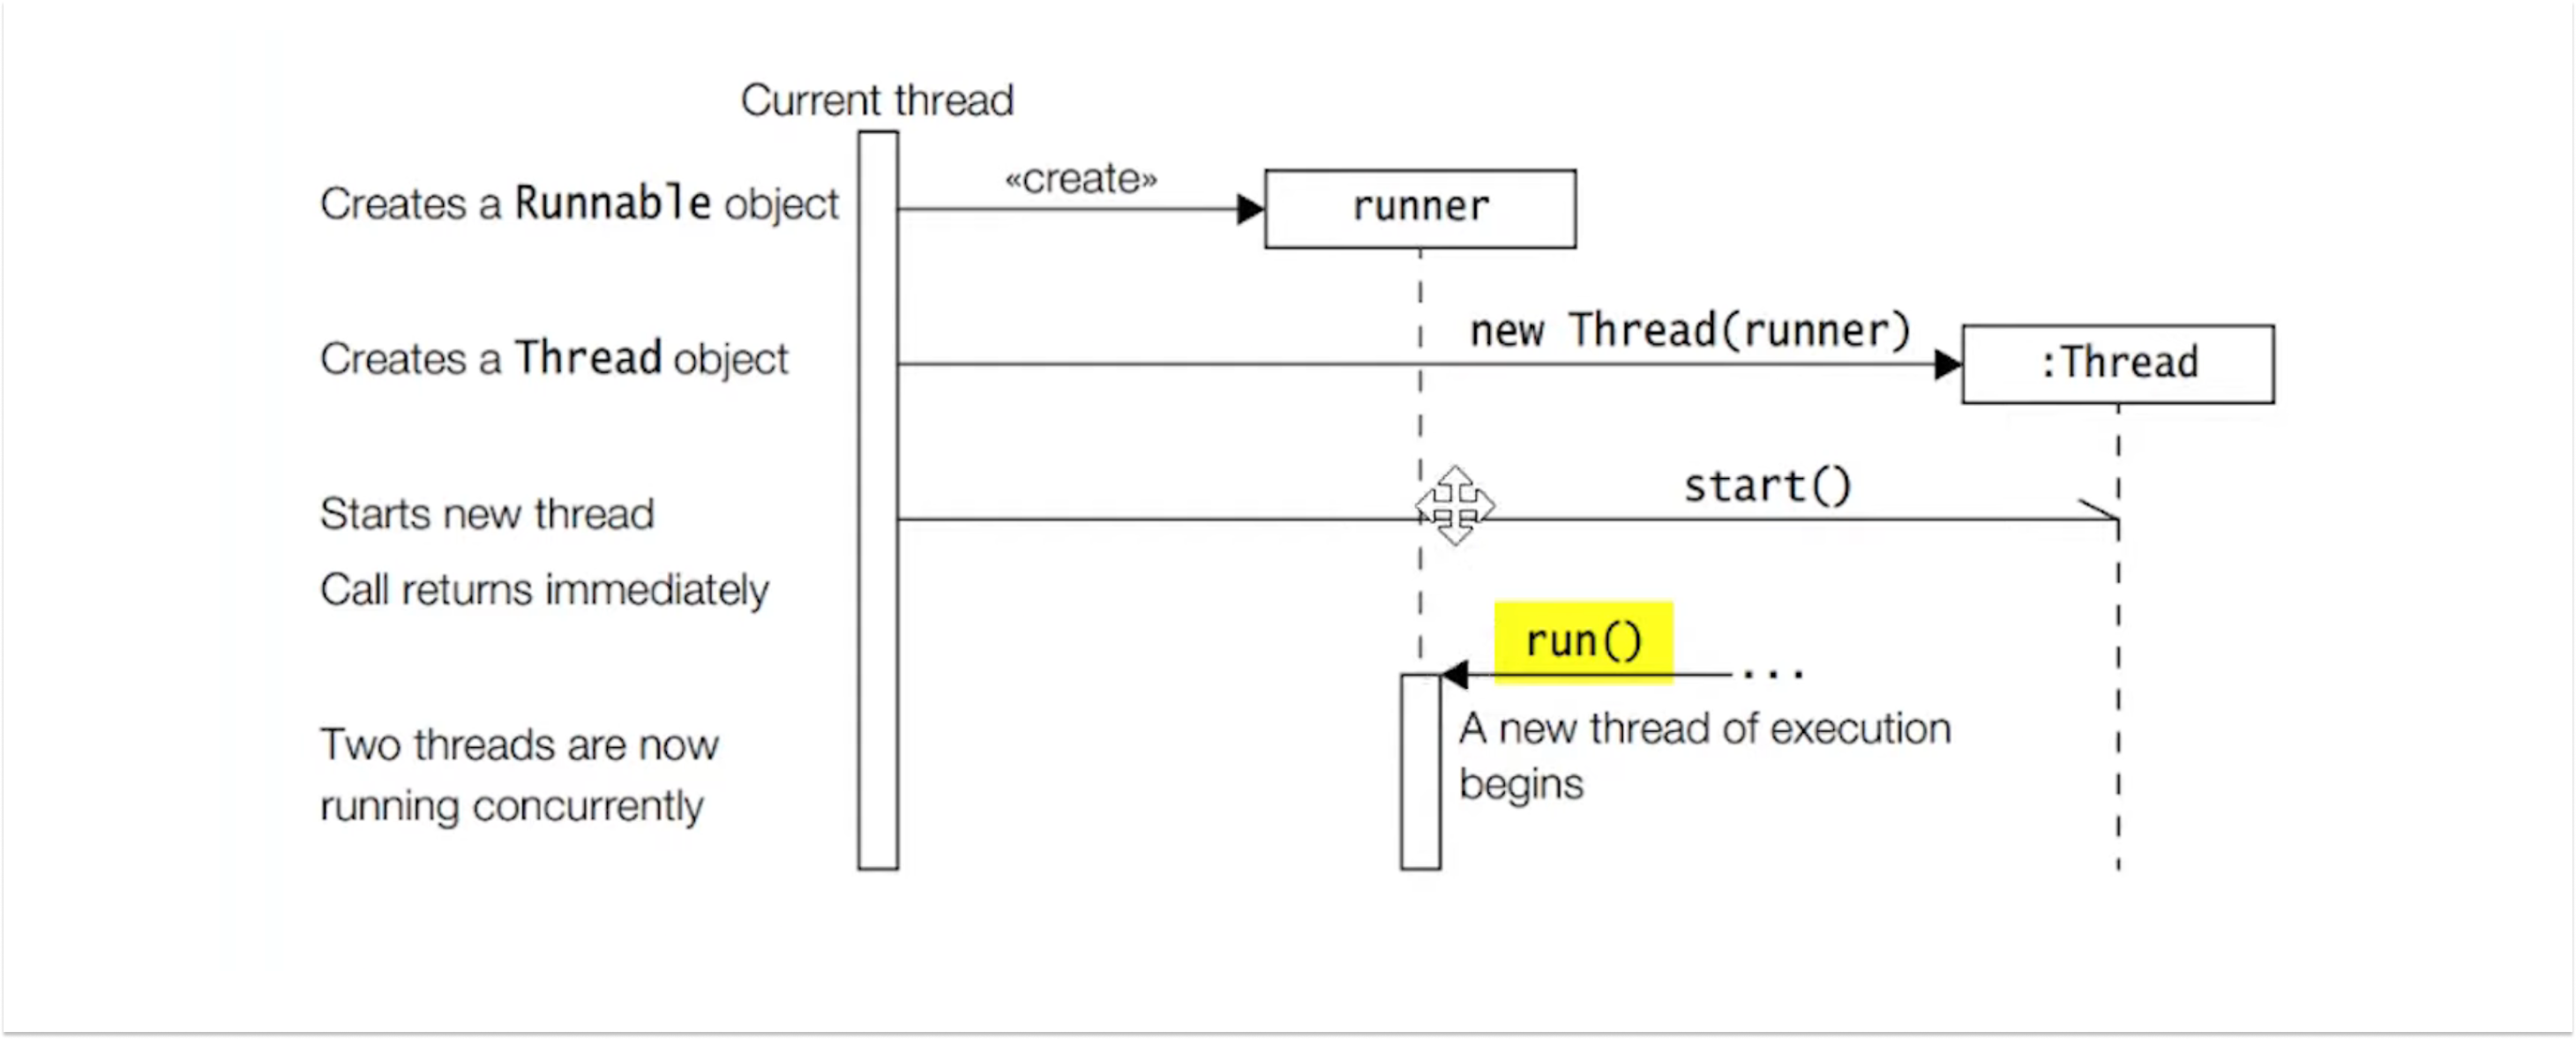 Current thread
Creates a Runnable object
«create»
runner
Creates a Thread object
new Thread(runner)
:Thread
Starts new thread
start()
Call returns immediately
run()
...
A new thread of execution
begins
Two threads are now
running concurrently